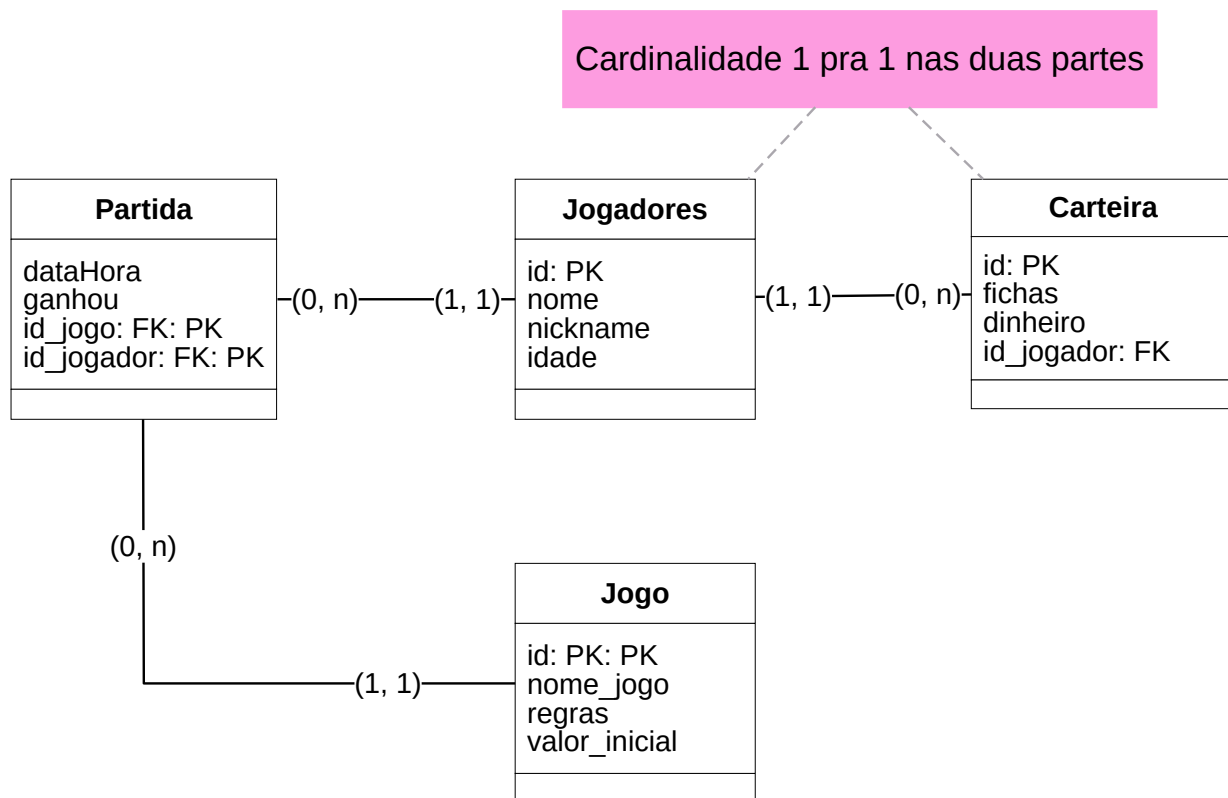 Cardinalidade 1 pra 1 nas duas partes
Partida
dataHora
ganhou
id_jogo: FK: PK
id_jogador: FK: PK
(0, n)
(1, 1)
Jogadores
id: PK
nome
nickname
idade
(1, 1)
(0, n)
Carteira
id: PK
fichas
dinheiro
id_jogador: FK
(0, n)
(1, 1)
Jogo
id: PK: PK
nome_jogo
regras
valor_inicial